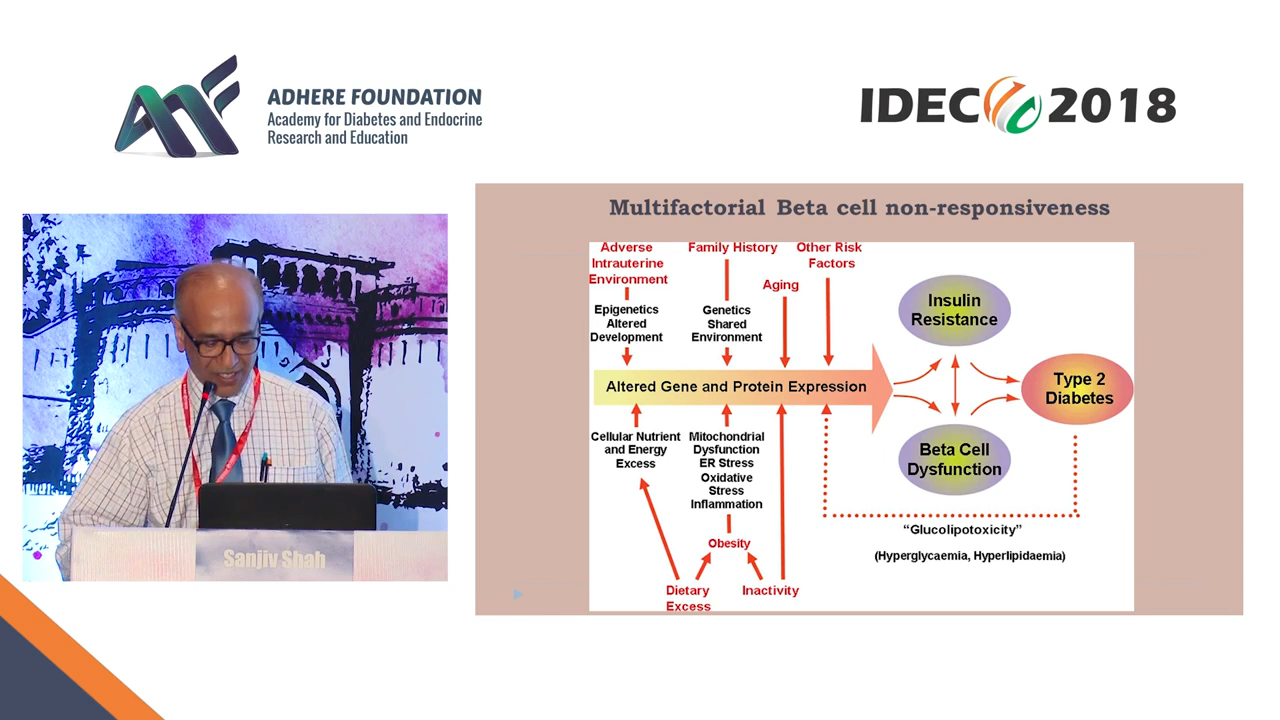 ADHERE FOUNDATION
Academy for Diabetes and Endocrine
Research and Education
IDEC 2018
Multifactorial Beta cell non-responsiveness
Adverse
Intrauterine
Environment
Family History
Other Risk
Factors
Aging
Epigenetics
Altered
Development
Genetics
Shared
Environment
Altered Gene and Protein Expression
Insulin
Resistance
Type 2
Diabetes
Beta Cell
Dysfunction
Cellular Nutrient
and Energy
Excess
Mitochondrial
Dysfunction
ER Stress
Oxidative
Stress
Inflammation
Obesity
Dietary
Excess
Inactivity
“Glucolipotoxicity”
(Hyperglycaemia, Hyperlipidaemia)
Sanjiv Shah